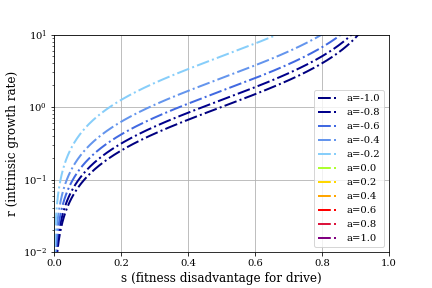 10¹
10⁰
10⁻¹
10⁻²
r (intrinsic growth rate)
a=-1.0
a=-0.8
a=-0.6
a=-0.4
a=-0.2
a=0.0
a=0.2
a=0.4
a=0.6
a=0.8
a=1.0
0.0 0.2 0.4 0.6 0.8 1.0
s (fitness disadvantage for drive)